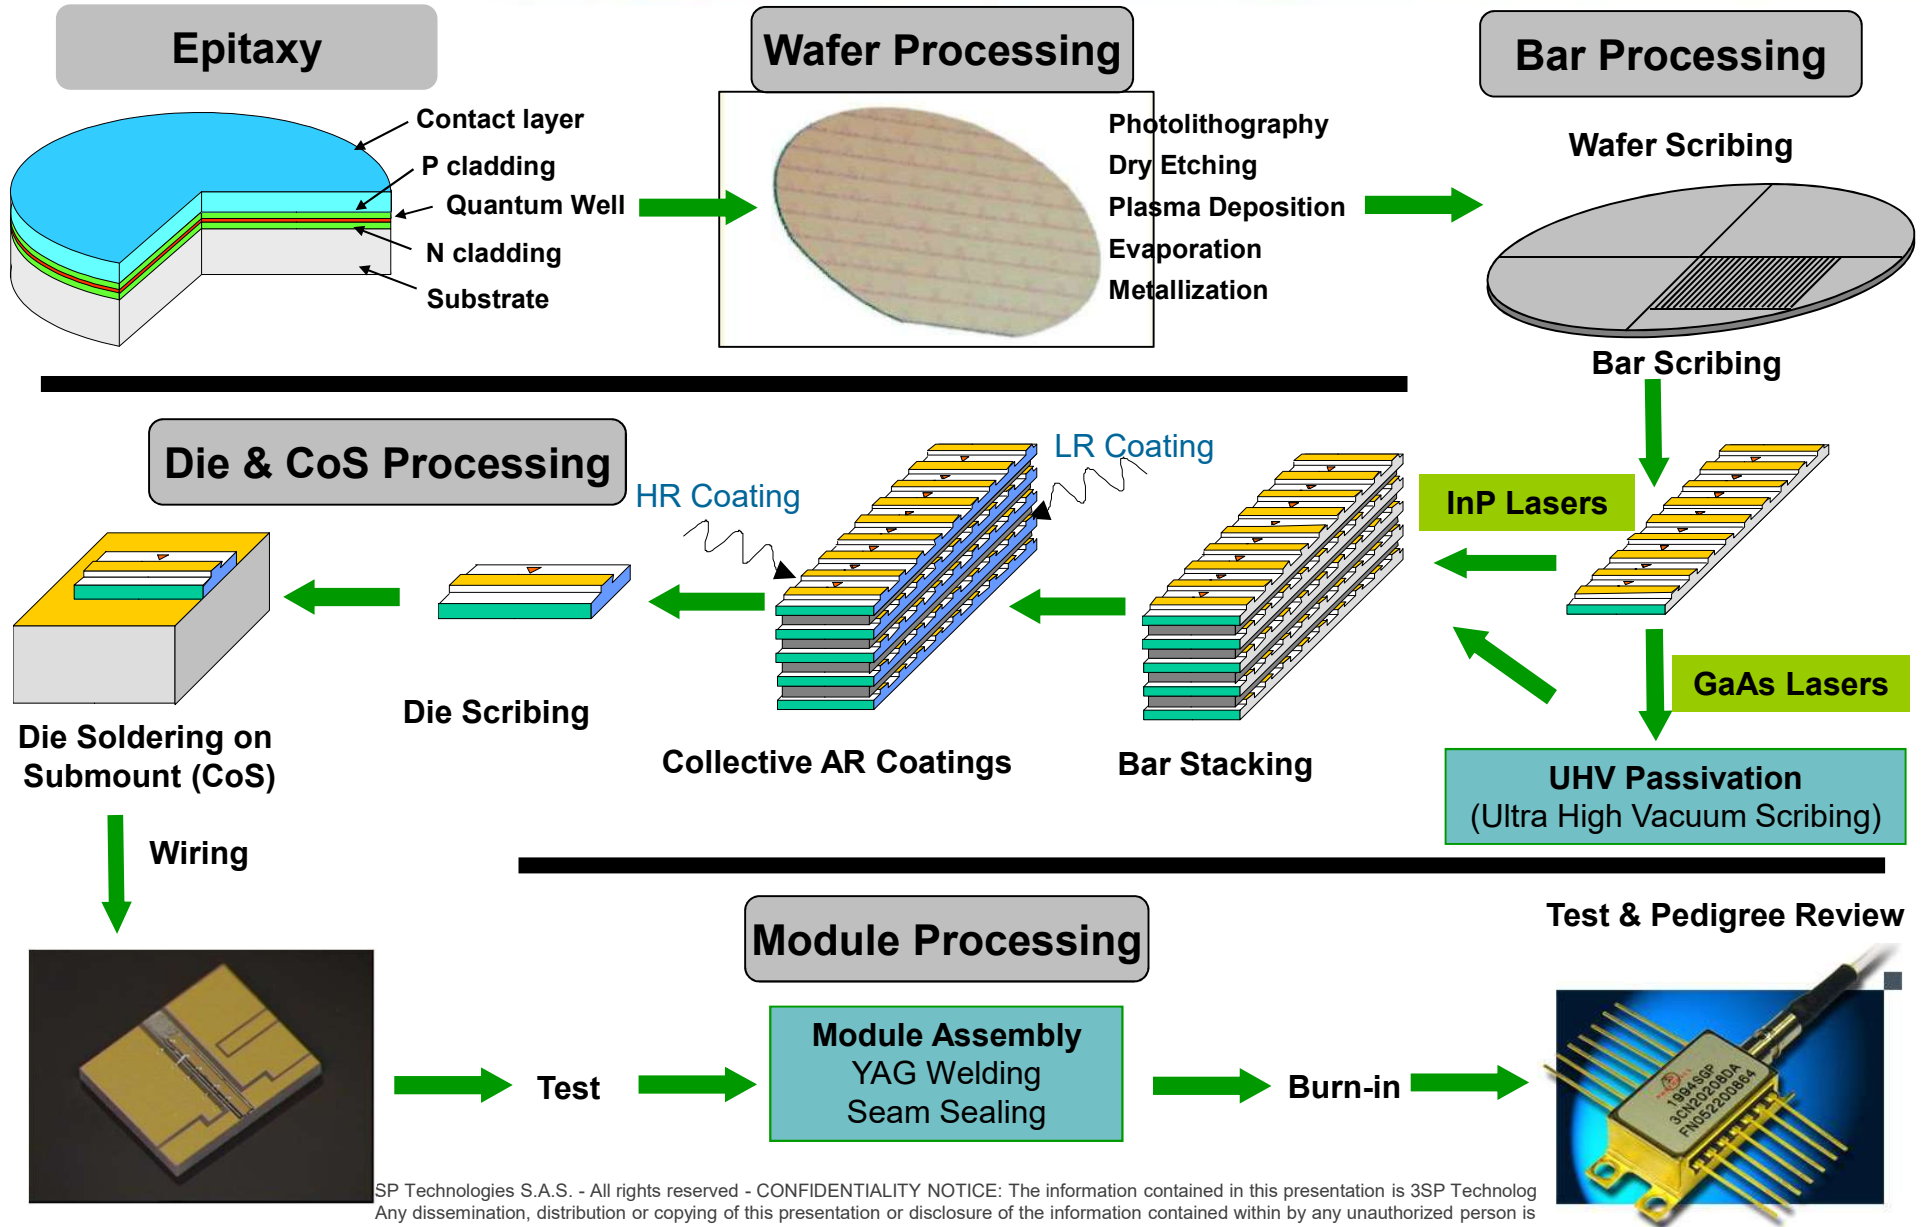 Epitaxy
Wafer Processing
Bar Processing
Contact layer
P cladding
Quantum Well
N cladding
Substrate
Photolithography
Dry Etching
Plasma Deposition
Evaporation
Metallization
Wafer Scribing
Bar Scribing
Die & CoS Processing
HR Coating
LR Coating
InP Lasers
GaAs Lasers
UHV Passivation
(Ultra High Vacuum Scribing)
Bar Stacking
Collective AR Coatings
Die Scribing
Die Soldering on
Submount (CoS)
Wiring
Module Processing
Test & Pedigree Review
Test
Module Assembly
YAG Welding
Seam Sealing
Burn-in
1994SGP
3CN20208DA
FN052200864
SP Technologies S.A.S. - All rights reserved - CONFIDENTIALITY NOTICE: The information contained in this presentation is 3SP Technolog
Any dissemination, distribution or copying of this presentation or disclosure of the information contained within by any unauthorized person is